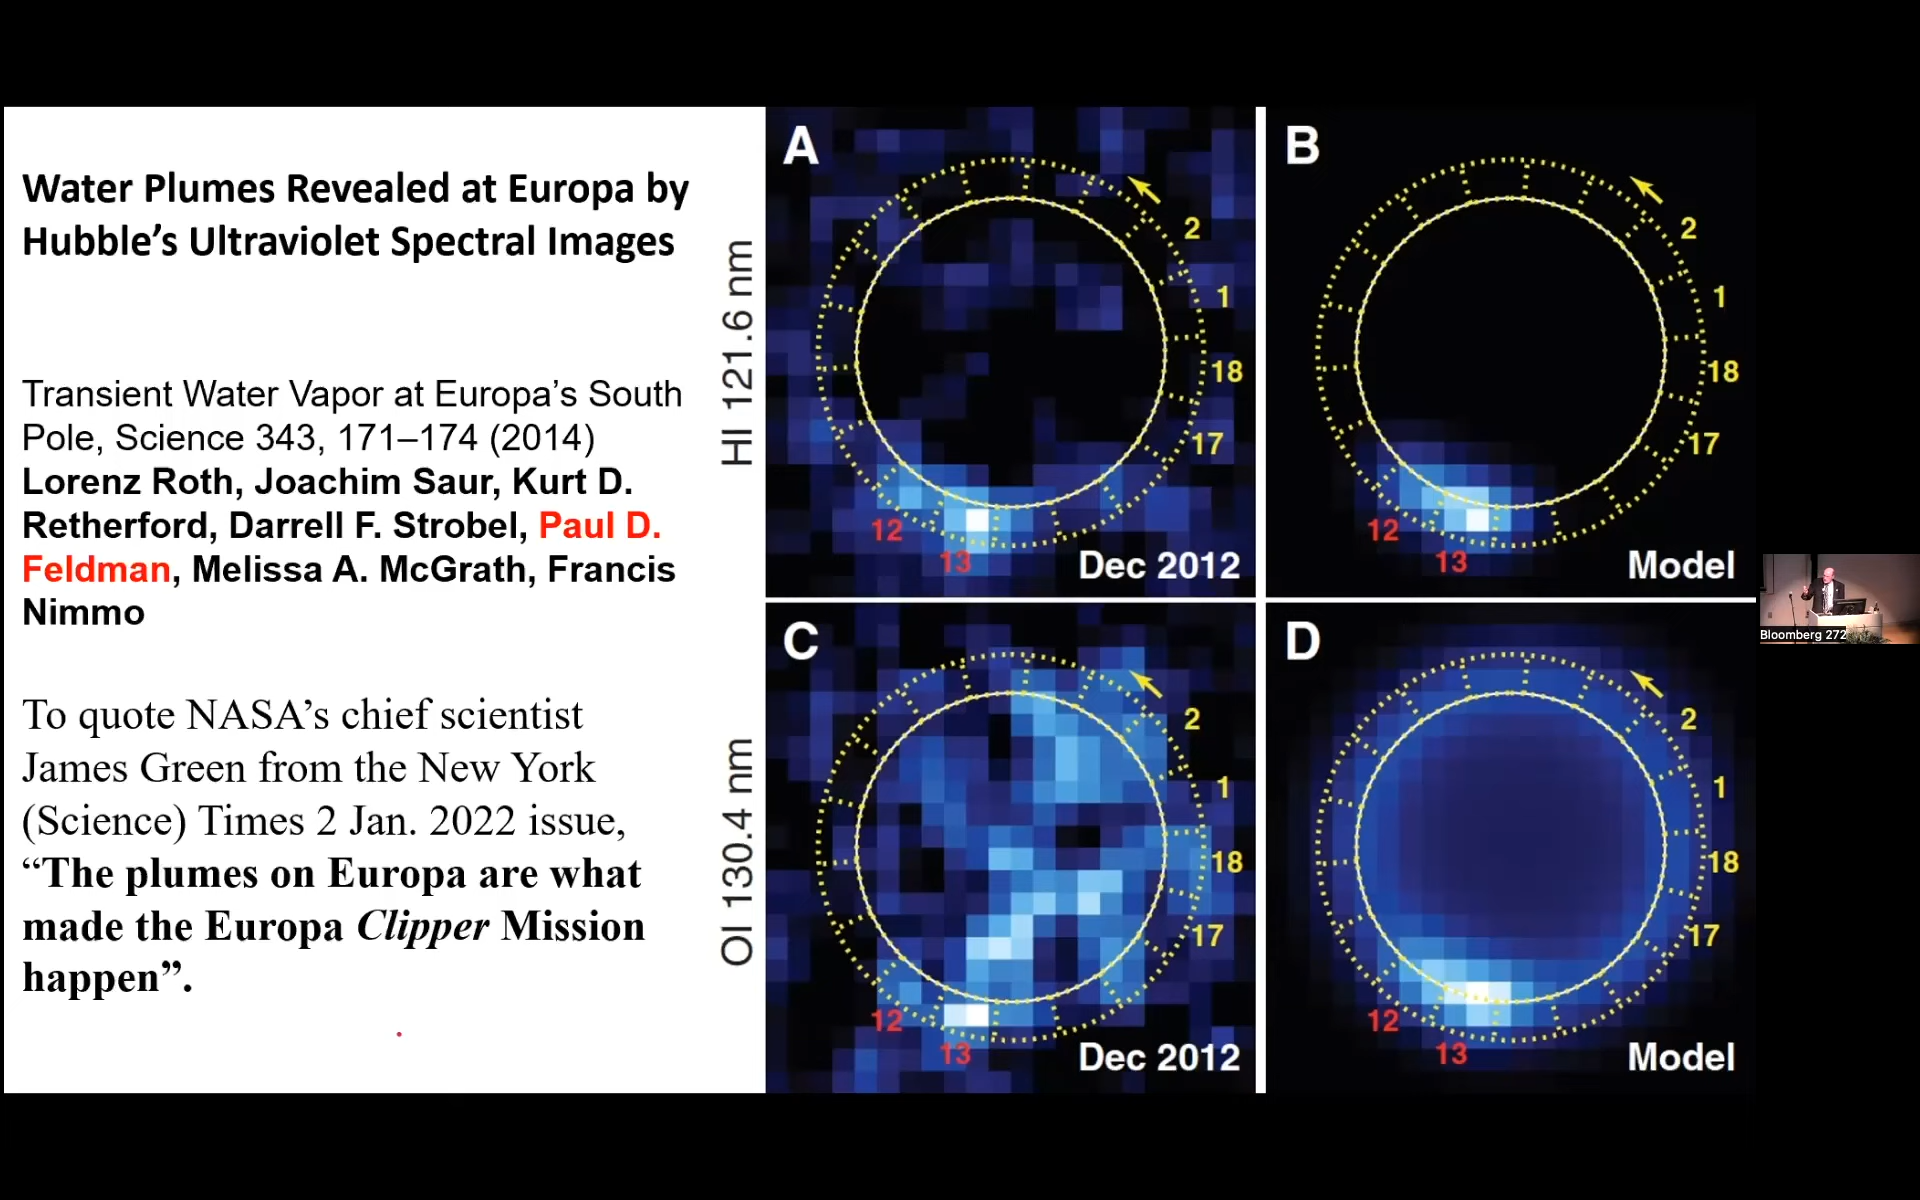 Water Plumes Revealed at Europa by
Hubble’s Ultraviolet Spectral Images
Transient Water Vapor at Europa’s South
Pole, Science 343, 171–174 (2014)
Lorenz Roth, Joachim Saur, Kurt D.
Retherford, Darrell F. Strobel, Paul D.
Feldman, Melissa A. McGrath, Francis
Nimmo
To quote NASA’s chief scientist
James Green from the New York
(Science) Times 2 Jan. 2022 issue,
“The plumes on Europa are what
made the Europa Clipper Mission
happen”.
HI 121.6 nm
A
2
1
18
17
12
13
Dec 2012
B
2
1
18
17
12
13
Model
OI 130.4 nm
C
2
1
18
17
12
13
Dec 2012
D
2
1
18
17
12
13
Model
Bloomberg 272